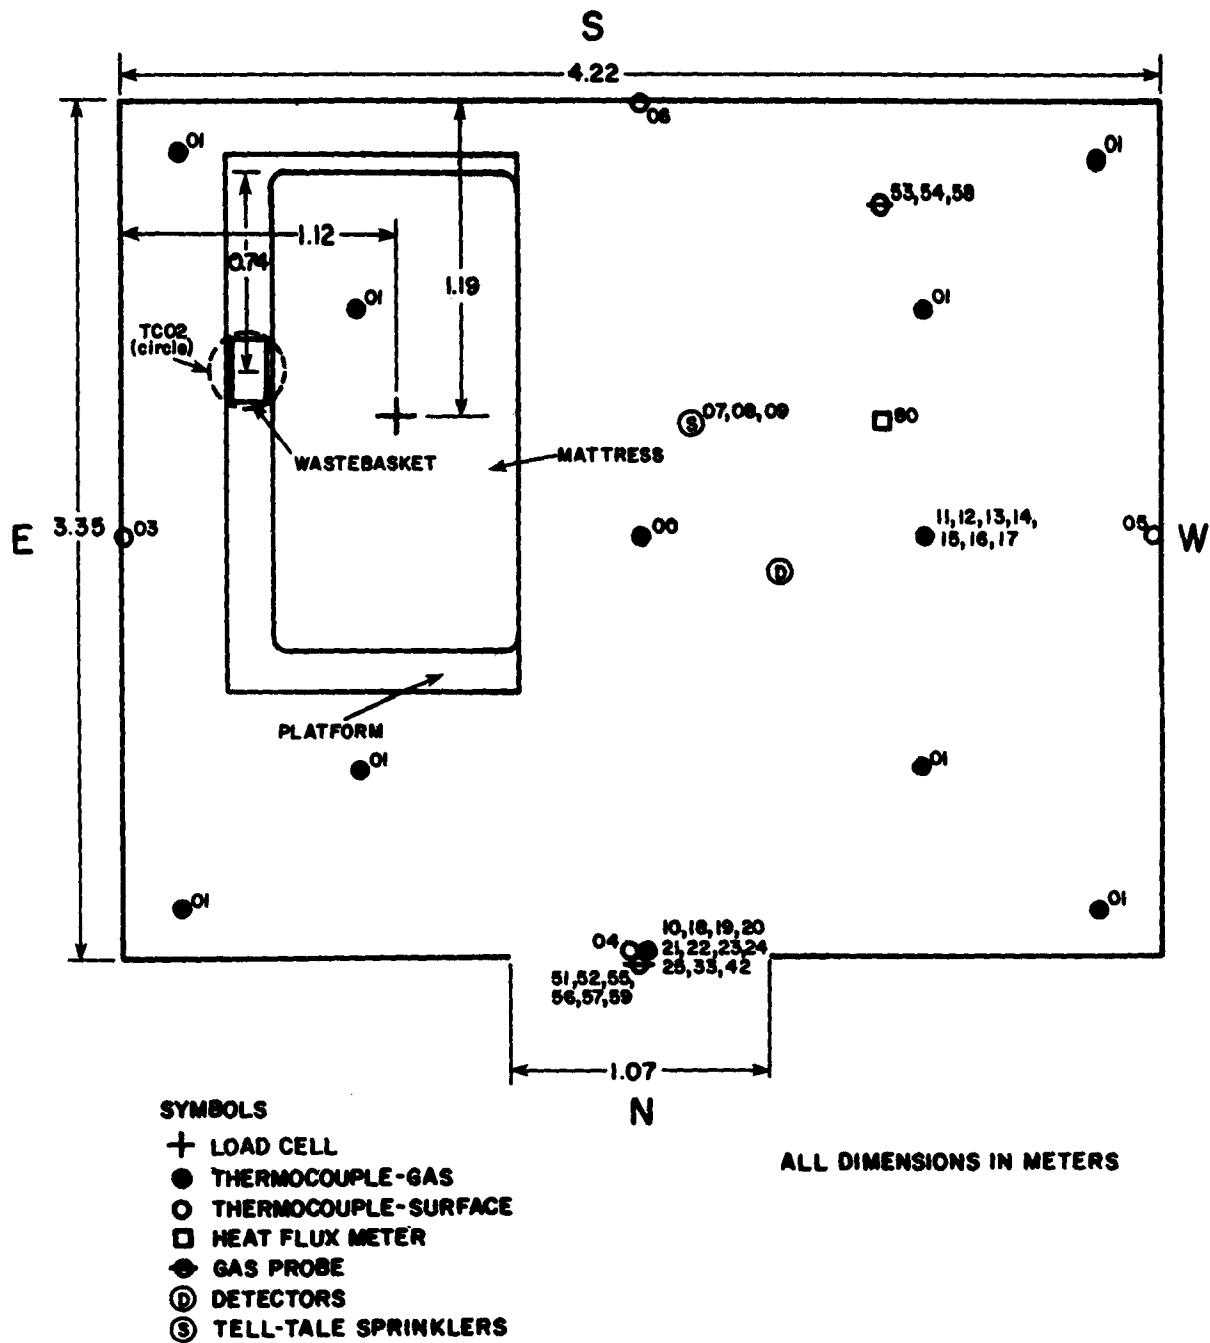 S
4.22
06
01
01
53,54,58
1.12
0.74
1.19
01
01
TC02
(circle)
07,08,09
80
WASTEBASKET
MATTRESS
E
3.35
03
00
11,12,13,14,
15,16,17
05
W
D
S
PLATFORM
01
01
01
01
04
10,18,19,20
21,22,23,24
25,33,42
51,52,55,
56,57,59
1.07
N
SYMBOLS
LOAD CELL
THERMOCOUPLE-GAS
THERMOCOUPLE-SURFACE
HEAT FLUX METER
GAS PROBE
D DETECTORS
S TELL-TALE SPRINKLERS
ALL DIMENSIONS IN METERS